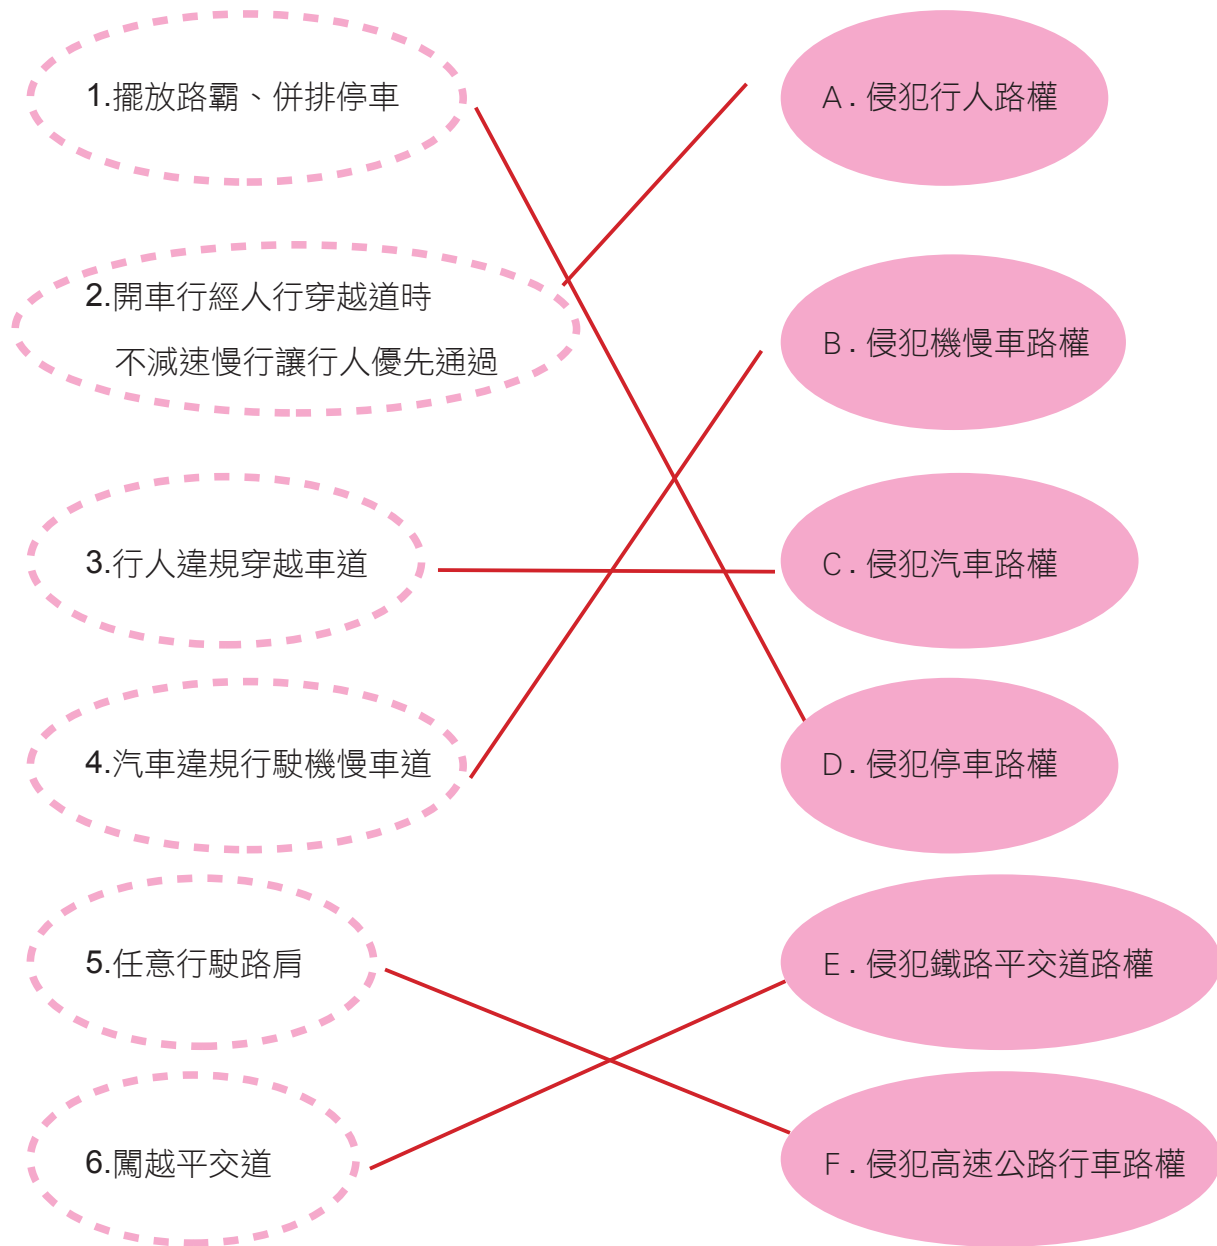 1.擺放路霸、併排停車
A.侵犯行人路權
2.開車行經人行穿越道時
不減速慢行讓行人優先通過
B.侵犯機慢車路權
3.行人違規穿越車道
C.侵犯汽車路權
4.汽車違規行駛機慢車道
D.侵犯停車路權
5.任意行駛路肩
E.侵犯鐵路平交道路權
6.闖越平交道
F.侵犯高速公路行車路權